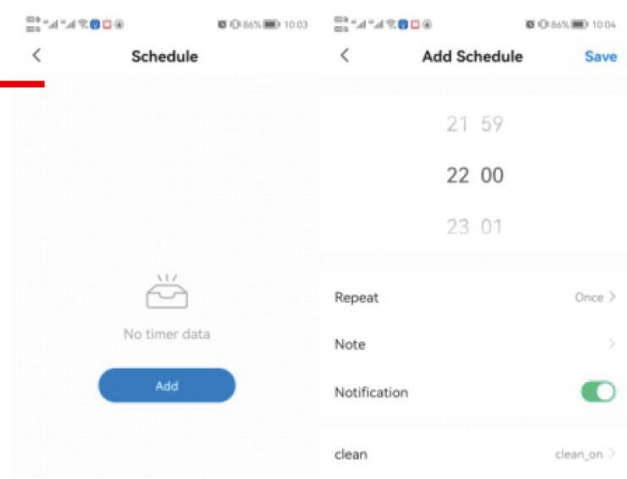 86% 10:03
Schedule
No timer data
Add
86% 10:04
Add Schedule Save
21 59
22 00
23 01
Repeat Once >
Note >
Notification
clean clean_on >